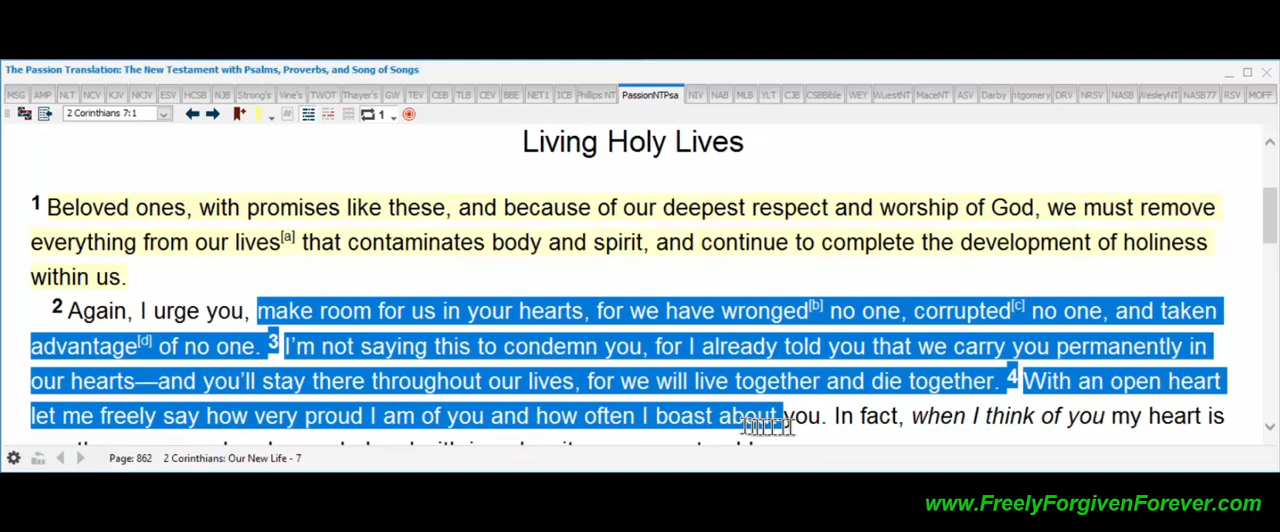 The Passion Translation: The New Testament with Psalms, Proverbs, and Song of Songs
MSG AMP NLT NCV KJV NKJV ESV HCSB NJB Strong's Vine's TWOT Thayer's GW TEV CEB TLB CEV BBE NET1 ICB Phillips NT PassionNTPsa NIV NAB MLB YLT CJB CSBBible WEY WuestNT MaceNT ASV Darby ntgomery DRV NRSV NASB WesleyNT NASB77 RSV MOFF
2 Corinthians 7:1
1
Living Holy Lives
1 Beloved ones, with promises like these, and because of our deepest respect and worship of God, we must remove
everything from our lives[a] that contaminates body and spirit, and continue to complete the development of holiness
within us.
2 Again, I urge you, make room for us in your hearts, for we have wronged[b] no one, corrupted[c] no one, and taken
advantage[d] of no one. 3 I'm not saying this to condemn you, for I already told you that we carry you permanently in
our hearts—and you'll stay there throughout our lives, for we will live together and die together. 4 With an open heart
let me freely say how very proud I am of you and how often I boast about you. In fact, when I think of you my heart is
Page: 862 2 Corinthians: Our New Life - 7
www.FreelyForgivenForever.com